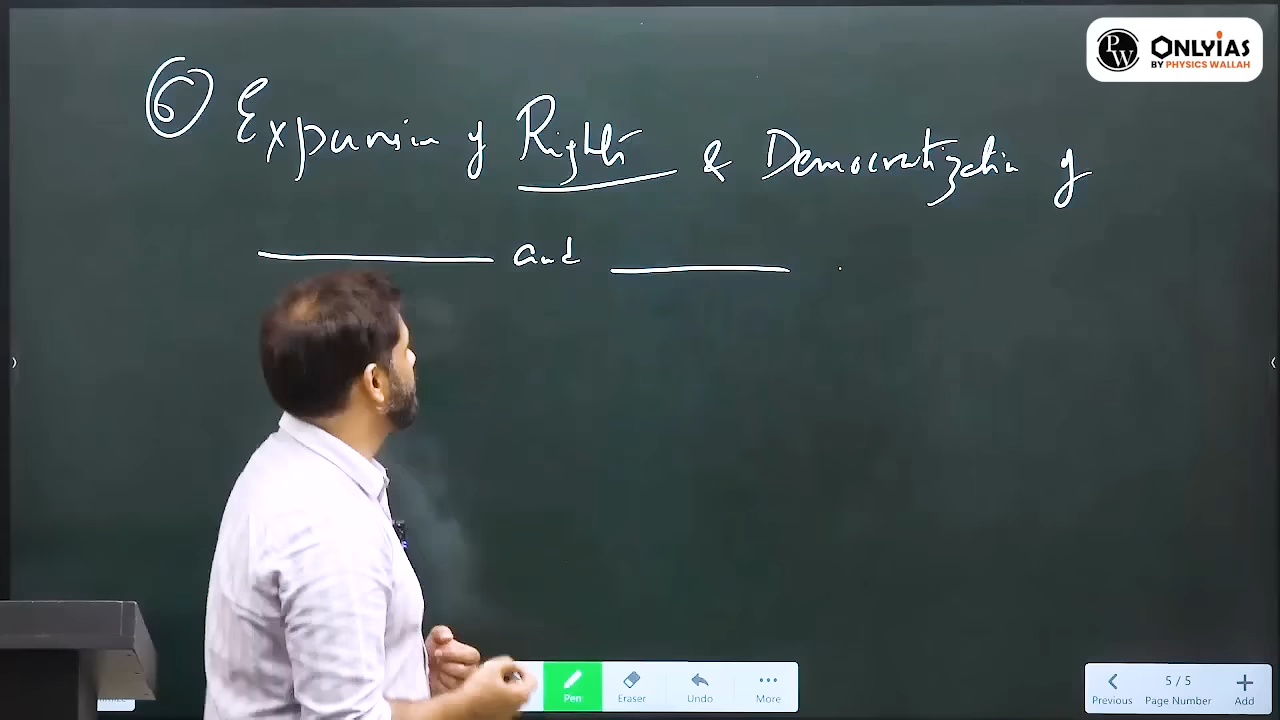 PW ONLYIAS
BY PHYSICS WALLAH
6 Expansion of Rights & Democratization of
and
Pen Eraser Undo More
5 / 5
Previous Page Number Add